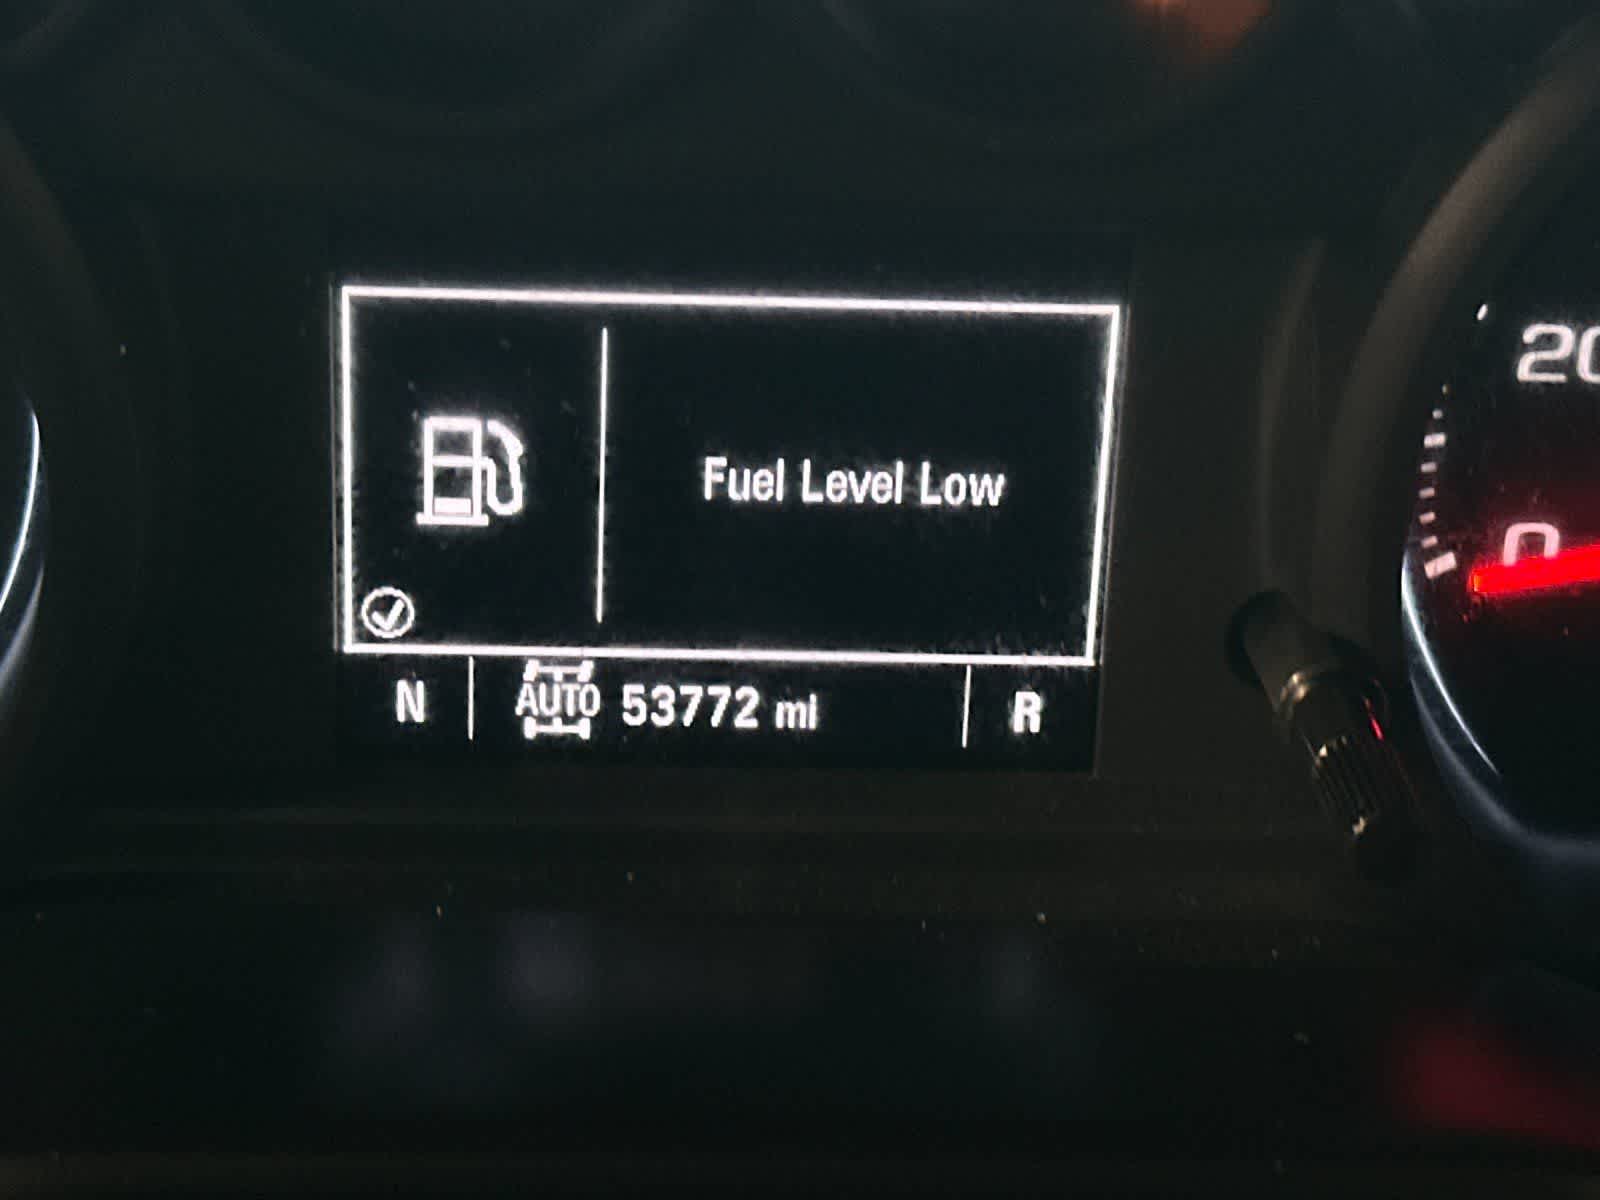 Fuel Level Low
N AUTO 53772 mi R
20
0